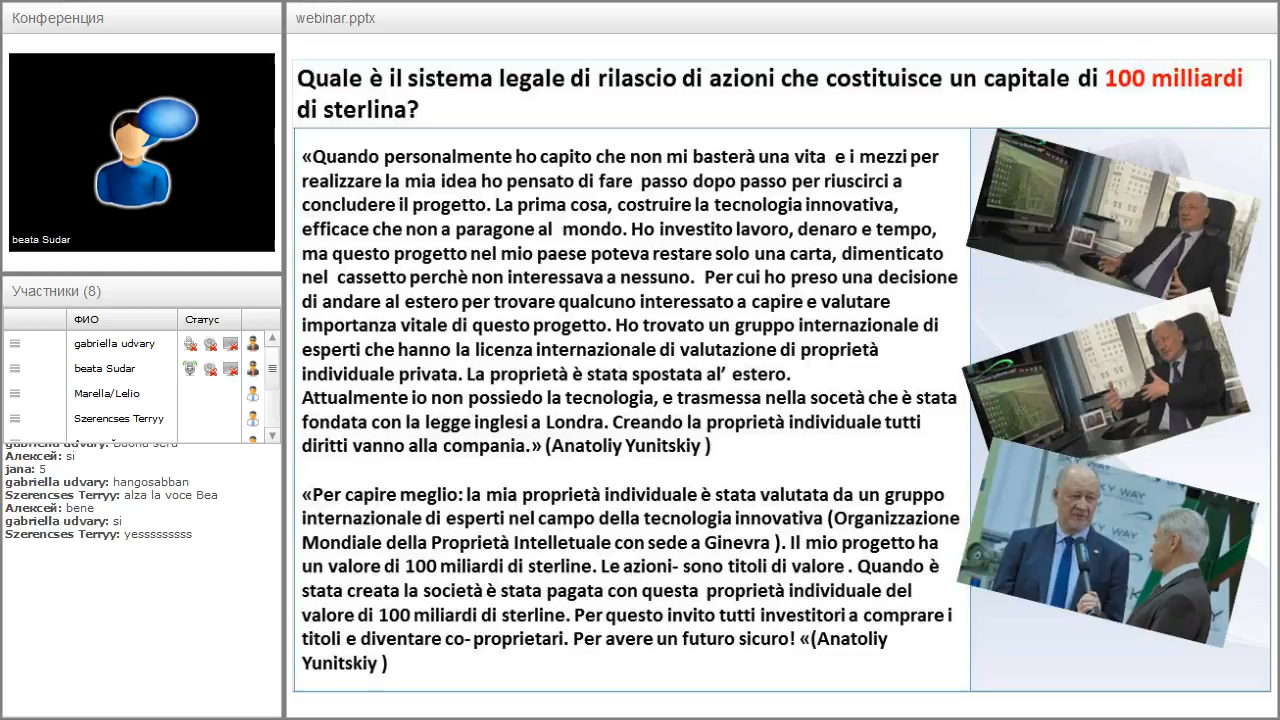 Конференция
beata Sudar
Участники (8)
ФИО Статус
gabriella udvary
beata Sudar
Marella/Lelio
Szerencses Terryy
gabriella udvary: Buona sera
Алексей: si
jana: 5
gabriella udvary: hangosabban
Szerencses Terryy: alza la voce Bea
Алексей: bene
gabriella udvary: si
Szerencses Terryy: yesssssssss
webinar.pptx
Quale è il sistema legale di rilascio di azioni che costituisce un capitale di 100 milliardi
di sterlina?
«Quando personalmente ho capito che non mi basterà una vita e i mezzi per
realizzare la mia idea ho pensato di fare passo dopo passo per riuscirci a
concludere il progetto. La prima cosa, costruire la tecnologia innovativa,
efficace che non a paragone al mondo. Ho investito lavoro, denaro e tempo,
ma questo progetto nel mio paese poteva restare solo una carta, dimenticato
nel cassetto perchè non interessava a nessuno. Per cui ho preso una decisione
di andare al estero per trovare qualcuno interessato a capire e valutare
importanza vitale di questo progetto. Ho trovato un gruppo internazionale di
esperti che hanno la licenza internazionale di valutazione di proprietà
individuale privata. La proprietà è stata spostata al’ estero.
Attualmente io non possiedo la tecnologia, e trasmessa nella socetà che è stata
fondata con la legge inglesi a Londra. Creando la proprietà individuale tutti
diritti vanno alla compania.» (Anatoliy Yunitskiy )
«Per capire meglio: la mia proprietà individuale è stata valutata da un gruppo
internazionale di esperti nel campo della tecnologia innovativa (Organizzazione
Mondiale della Proprietà Intelletuale con sede a Ginevra ). Il mio progetto ha
un valore di 100 miliardi di sterline. Le azioni- sono titoli di valore . Quando è
stata creata la società è stata pagata con questa proprietà individuale del
valore di 100 miliardi di sterline. Per questo invito tutti investitori a comprare i
titoli e diventare co-proprietari. Per avere un futuro sicuro! «(Anatoliy
Yunitskiy )
KY WAY